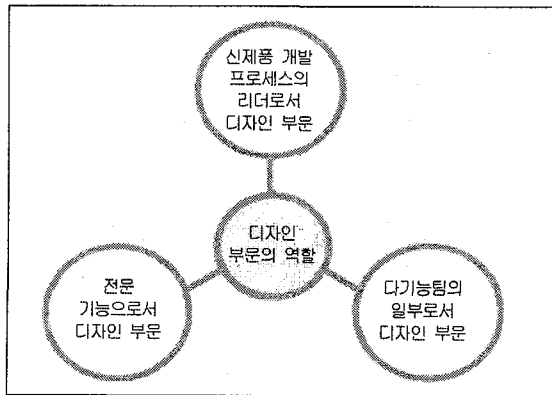 신제품 개발
프로세스의
리더로서
디자인 부문
디자인
부문의 역할
전문
기능으로서
디자인 부문
다기능팀의
일부로서
디자인 부문